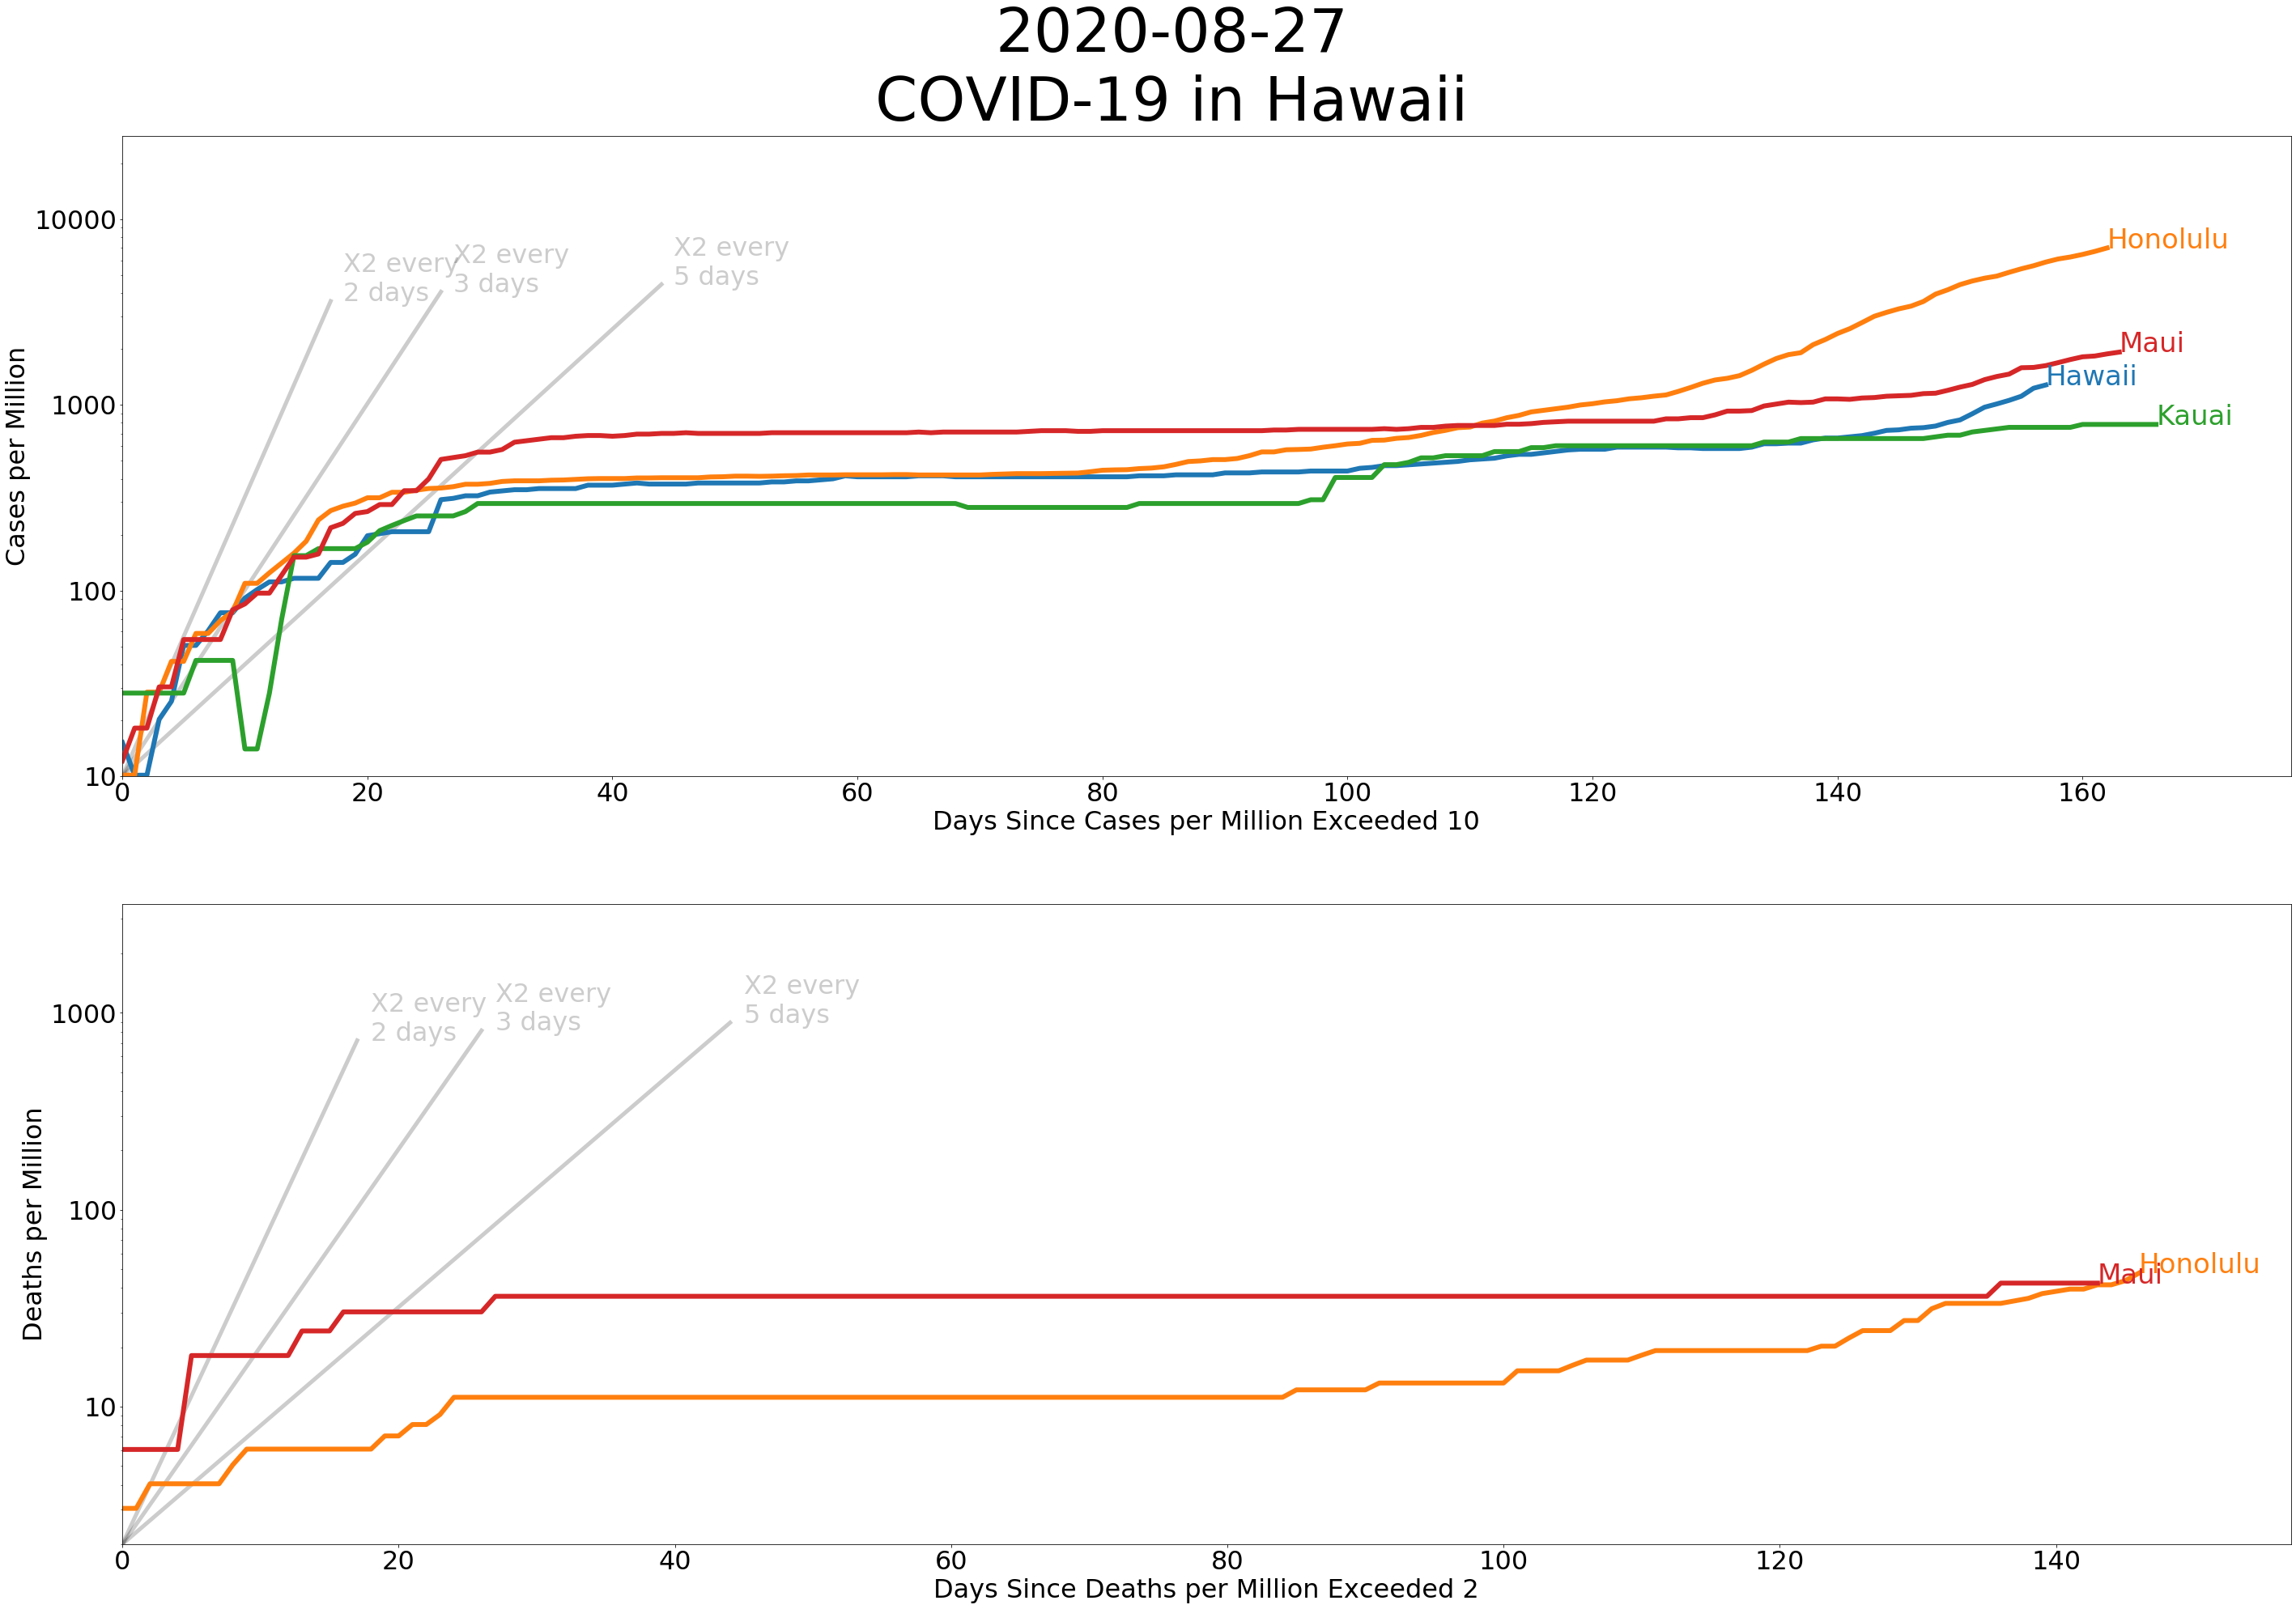 2020-08-27
COVID-19 in Hawaii
10000
1000
100
10
Cases per Million
X2 every
2 days
X2 every
3 days
X2 every
5 days
Honolulu
Maui
Hawaii
Kauai
0 20 40 60 80 100 120 140 160
Days Since Cases per Million Exceeded 10
1000
100
10
Deaths per Million
X2 every
2 days
X2 every
3 days
X2 every
5 days
Honolulu
Maui
0 20 40 60 80 100 120 140
Days Since Deaths per Million Exceeded 2